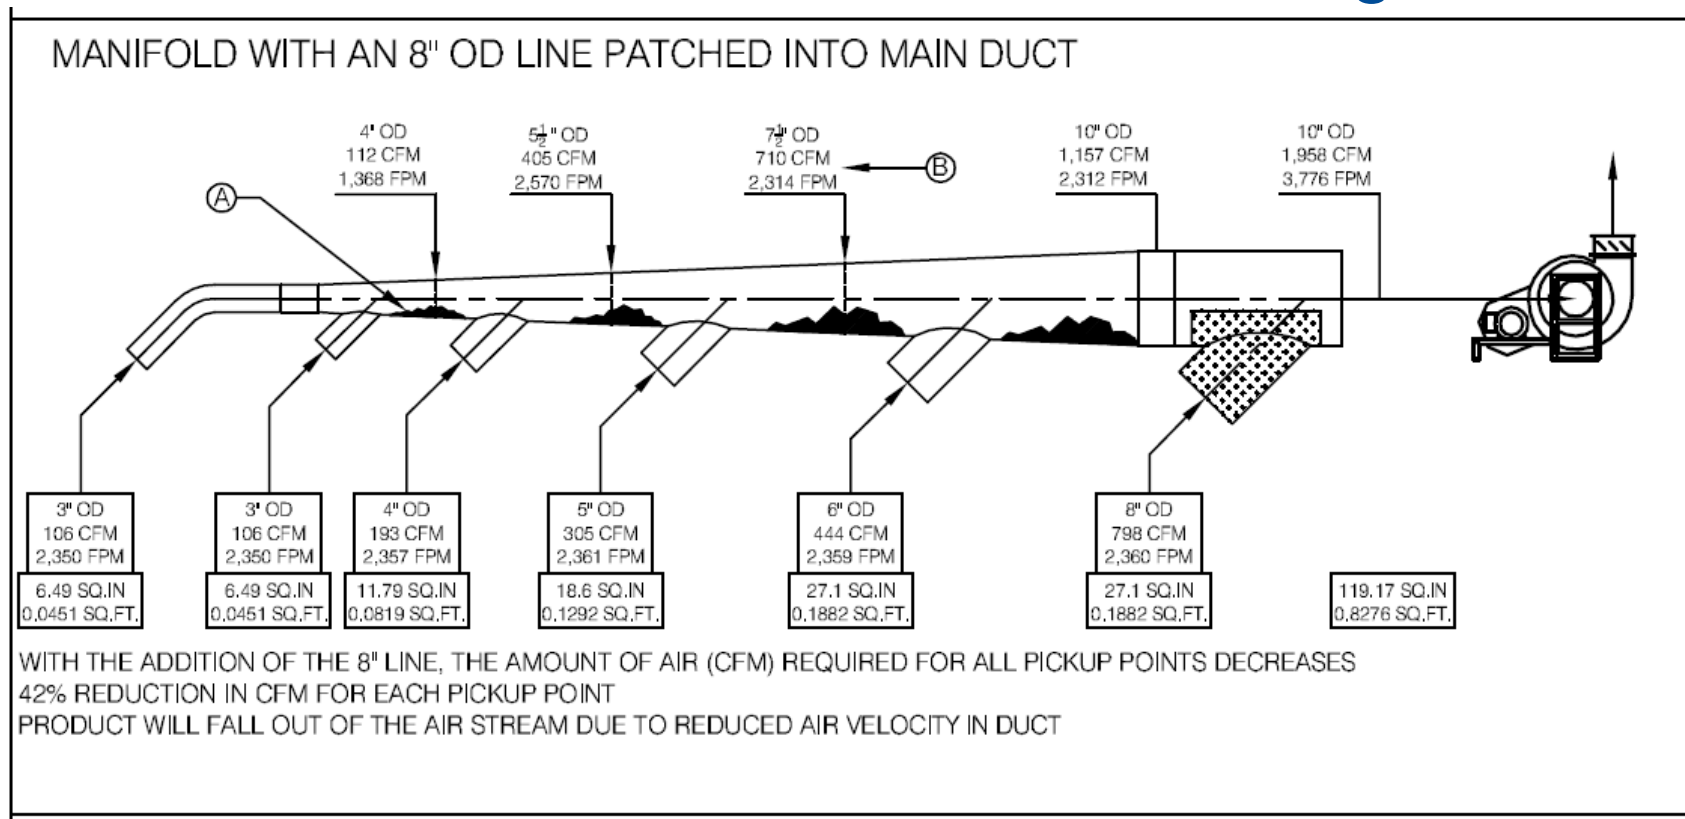 MANIFOLD WITH AN 8" OD LINE PATCHED INTO MAIN DUCT
4" OD
112 CFM
1,368 FPM
5½" OD
405 CFM
2,570 FPM
7½" OD
710 CFM
2,314 FPM
B
10" OD
1,157 CFM
2,312 FPM
10" OD
1,958 CFM
3,776 FPM
A
3" OD
106 CFM
2,350 FPM
6.49 SQ.IN
0.0451 SQ.FT.
3" OD
106 CFM
2,350 FPM
6.49 SQ.IN
0.0451 SQ.FT.
4" OD
193 CFM
2,357 FPM
11.79 SQ.IN
0.0819 SQ.FT.
5" OD
305 CFM
2,361 FPM
18.6 SQ.IN
0.1292 SQ.FT.
6" OD
444 CFM
2,359 FPM
27.1 SQ.IN
0.1882 SQ.FT.
8" OD
798 CFM
2,360 FPM
27.1 SQ.IN
0.1882 SQ.FT.
119.17 SQ.IN
0.8276 SQ.FT.
WITH THE ADDITION OF THE 8" LINE, THE AMOUNT OF AIR (CFM) REQUIRED FOR ALL PICKUP POINTS DECREASES
42% REDUCTION IN CFM FOR EACH PICKUP POINT
PRODUCT WILL FALL OUT OF THE AIR STREAM DUE TO REDUCED AIR VELOCITY IN DUCT